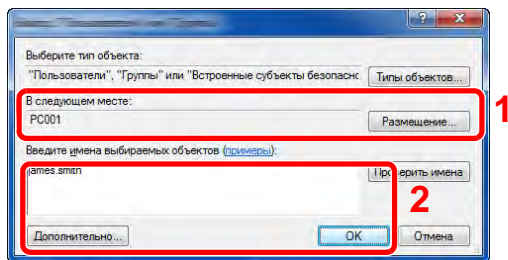 Выберите тип объекта:
"Пользователи", "Группы" или "Встроенные субъекты безопаснс
Типы объектов...
В следующем месте:
PC001
Размещение...
1
Введите имена выбираемых объектов (примеры):
james.smith
Проверить имена
2
Дополнительно...
OK
Отмена